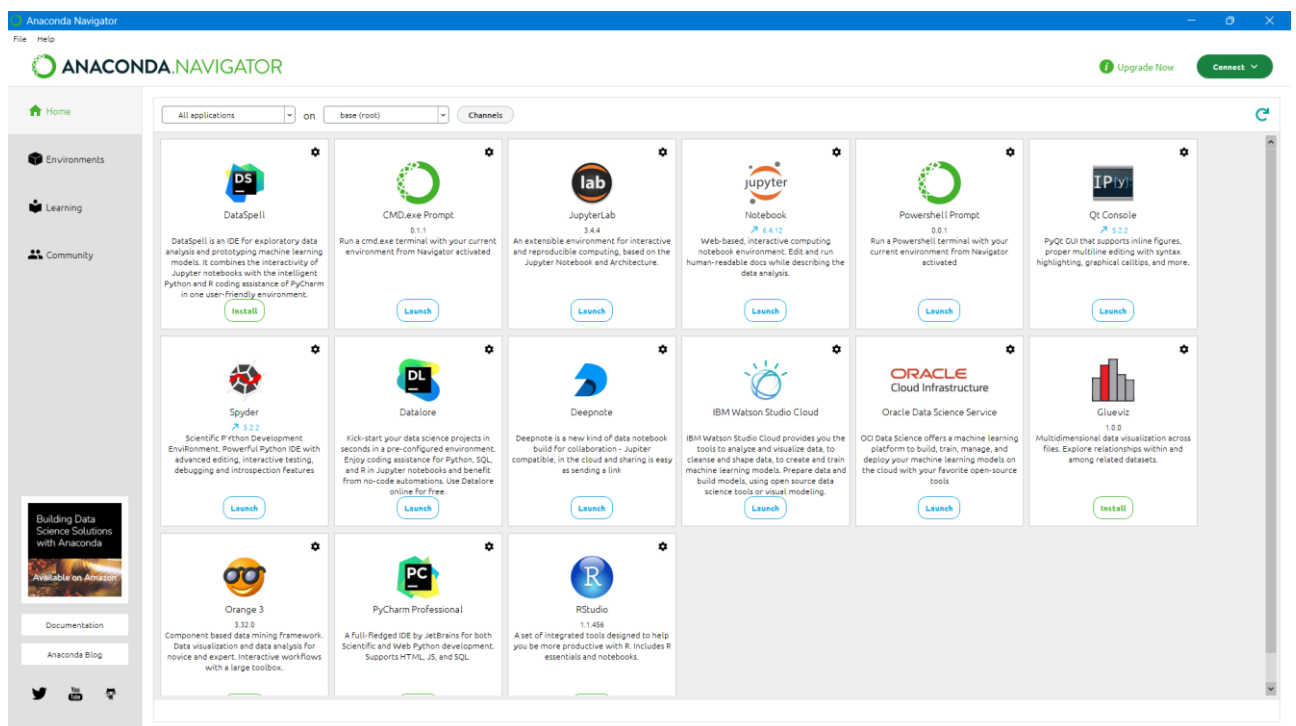 Anaconda Navigator
File Help
ANACONDA.NAVIGATOR
Upgrade Now
Connect
Home
Environments
Learning
Community
All applications on base (root) Channels
DS
DataSpell
DataSpell is an IDE for exploratory data
analysis and prototyping machine learning
models. It combines the interactivity of
Jupyter notebooks with the intelligent
Python and R coding assistance of PyCharm
in one user-friendly environment.
Install
CMD.exe Prompt
0.1.1
Run a cmd.exe terminal with your current
environment from Navigator activated
Launch
lab
JupyterLab
3.4.4
An extensible environment for interactive
and reproducible computing, based on the
Jupyter Notebook and Architecture.
Launch
jupyter
Notebook
6.4.12
Web-based, interactive computing
notebook environment. Edit and run
human-readable docs while describing the
data analysis.
Launch
Powershell Prompt
0.0.1
Run a Powershell terminal with your
current environment from Navigator
activated
Launch
IP[y]:
Qt Console
5.2.2
PyQt GUI that supports inline figures,
proper multiline editing with syntax
highlighting, graphical calltips, and more.
Launch
Spyder
5.2.2
Scientific PYthon Development
EnviRonment. Powerful Python IDE with
advanced editing, interactive testing,
debugging and introspection features
Launch
DL
Datalore
Kick-start your data science projects in
seconds in a pre-configured environment.
Enjoy coding assistance for Python, SQL,
and R in Jupyter notebooks and benefit
from no-code automations. Use Datalore
online for free.
Launch
Deepnote
Deepnote is a new kind of data notebook
build for collaboration - Jupiter
compatible, in the cloud and sharing is easy
as sending a link
Launch
IBM Watson Studio Cloud
IBM Watson Studio Cloud provides you the
tools to analyze and visualize data, to
cleanse and shape data, to create and train
machine learning models. Prepare data and
build models, using open source data
science tools or visual modeling.
Launch
ORACLE
Cloud Infrastructure
Oracle Data Science Service
OCI Data Science offers a machine learning
platform to build, train, manage, and
deploy your machine learning models on
the cloud with your favorite open-source
tools
Launch
Glueviz
1.0.0
Multidimensional data visualization across
files. Explore relationships within and
among related datasets.
Install
Orange 3
3.32.0
Component based data mining framework.
Data visualization and data analysis for
novice and expert. Interactive workflows
with a large toolbox.
PC
PyCharm Professional
A full-fledged IDE by JetBrains for both
Scientific and Web Python development.
Supports HTML, JS, and SQL.
R
RStudio
1.1.456
A set of integrated tools designed to help
you be more productive with R. Includes R
essentials and notebooks.
Building Data
Science Solutions
with Anaconda
Available on Amazon
Documentation
Anaconda Blog
You
Tube